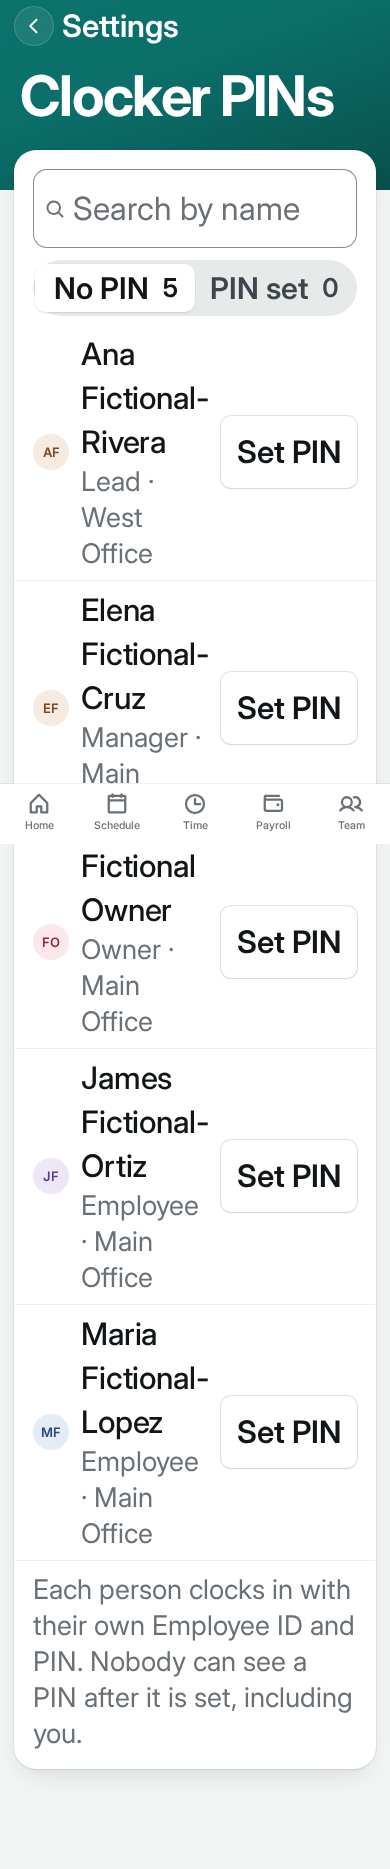 Settings
Clocker PINs
Search by name
No PIN 5 PIN set 0
Ana
Fictional-
Rivera
AF
Lead ·
West
Office
Set PIN
Elena
Fictional-
Cruz
EF
Manager ·
Main
Set PIN
Home Schedule Time Payroll Team
Fictional
Owner
FO
Owner ·
Main
Office
Set PIN
James
Fictional-
Ortiz
JF
Employee
· Main
Office
Set PIN
Maria
Fictional-
Lopez
MF
Employee
· Main
Office
Set PIN
Each person clocks in with
their own Employee ID and
PIN. Nobody can see a
PIN after it is set, including
you.